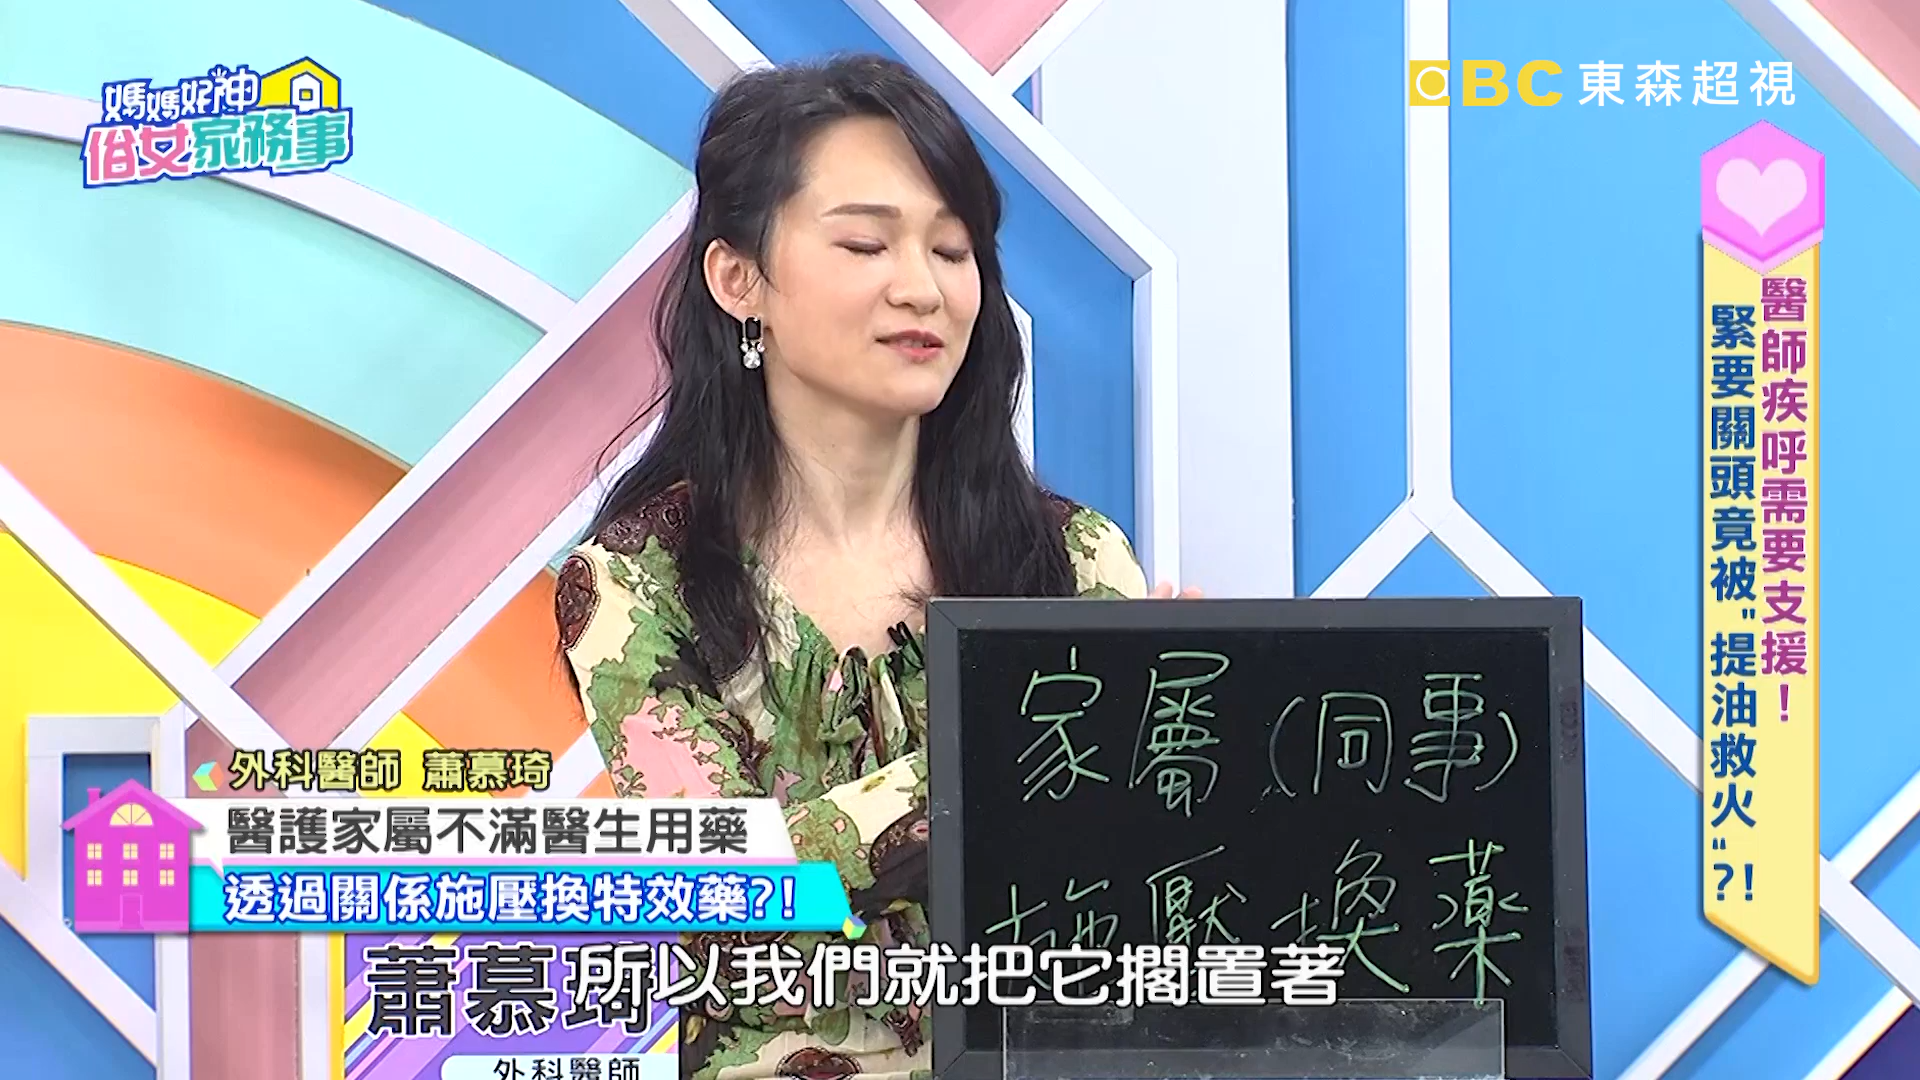 媽媽好神
俗女家務事
EBC 東森超視
醫師疾呼需要支援！
緊要關頭竟被"提油救火"?!
家屬(同事)
施壓換藥
外科醫師 蕭慕琦
醫護家屬不滿醫生用藥
透過關係施壓換特效藥?!
蕭慕琦
外科醫師
所以我們就把它擱置著